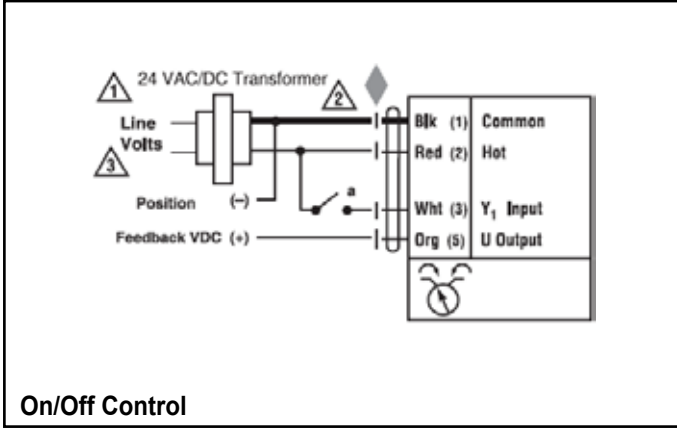 1 24 VAC/DC Transformer 2
Line
Volts
3
Blk (1) Common
Red (2) Hot
a
Position (–)
Wht (3) Y1 Input
Feedback VDC (+)
Org (5) U Output
On/Off Control